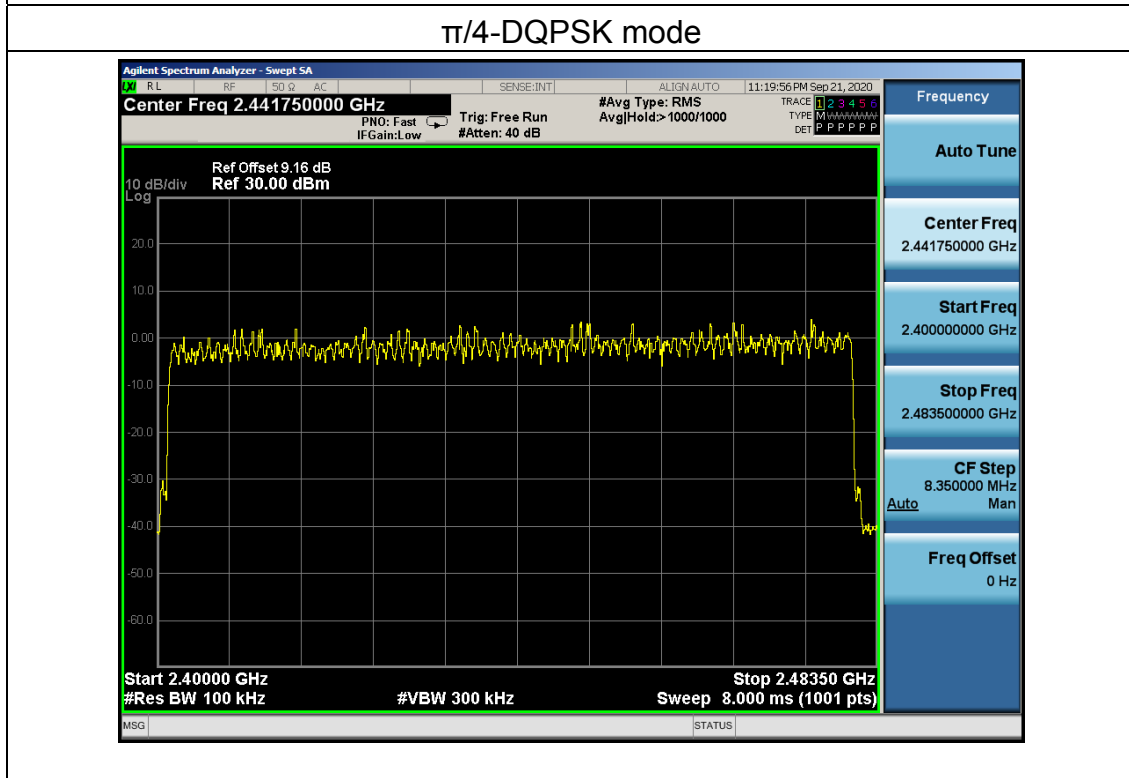 π/4-DQPSK mode
Agilent Spectrum Analyzer - Swept SA
LXI RL RF 50 Ω AC SENSE:INT ALIGNAUTO 11:19:56 PM Sep 21, 2020
Center Freq 2.441750000 GHz #Avg Type: RMS TRACE 1 2 3 4 5 6
PNO: Fast Trig: Free Run Avg|Hold:>1000/1000 TYPE M
IFGain:Low #Atten: 40 dB DET P P P P P P
Ref Offset 9.16 dB
10 dB/div Ref 30.00 dBm
Log
20.0
10.0
0.00
-10.0
-20.0
-30.0
-40.0
-50.0
-60.0
Start 2.40000 GHz Stop 2.48350 GHz
#Res BW 100 kHz #VBW 300 kHz Sweep 8.000 ms (1001 pts)
MSG STATUS
Frequency
Auto Tune
Center Freq
2.441750000 GHz
Start Freq
2.400000000 GHz
Stop Freq
2.483500000 GHz
CF Step
8.350000 MHz
Auto Man
Freq Offset
0 Hz